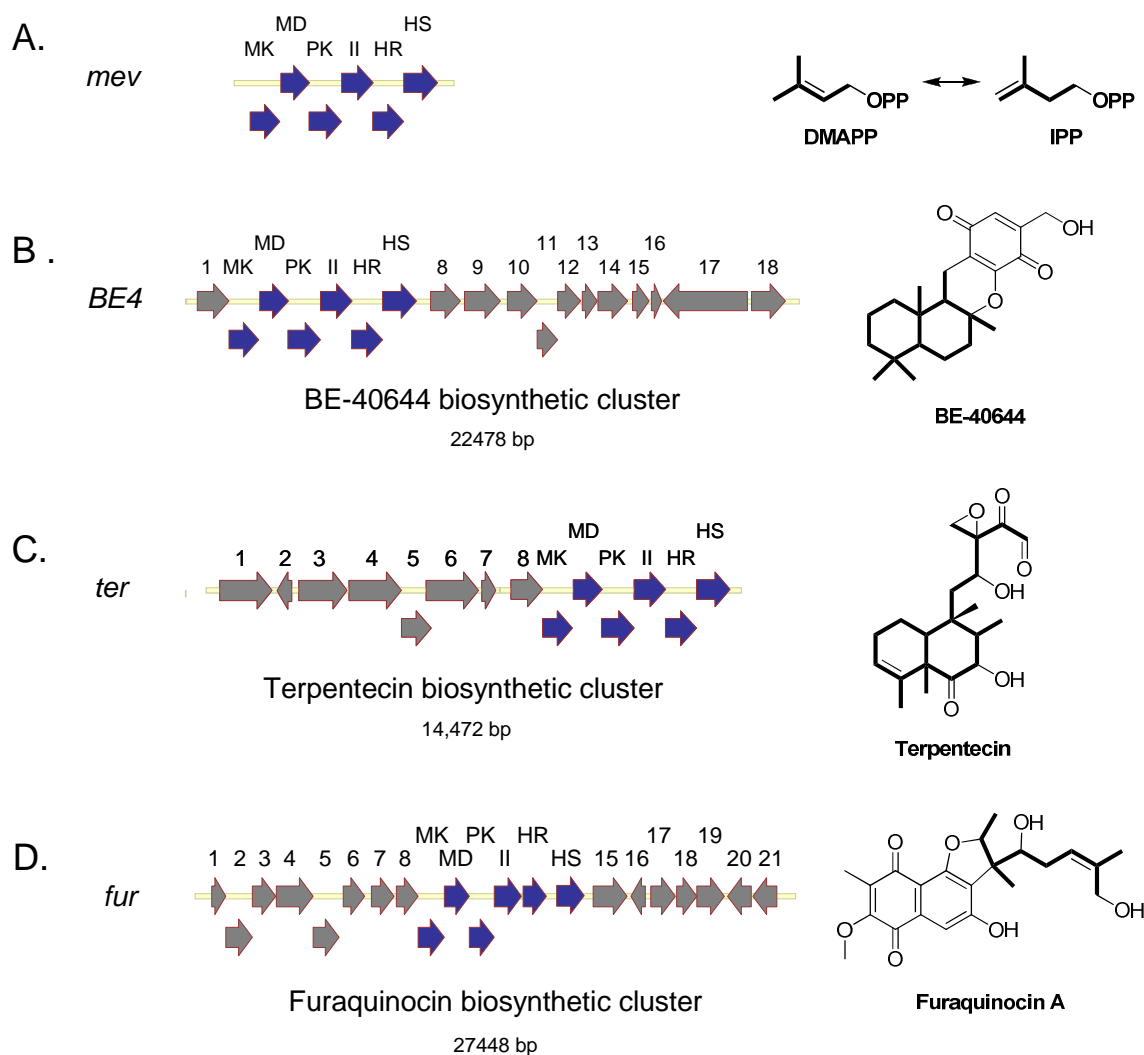 A.
mev
MD HS
MK PK II HR
OPP OPP
DMAPP IPP
B .
BE4
MD HS 11 13 16
1 MK PK II HR 8 9 10 12 14 15 17 18
BE-40644 biosynthetic cluster
22478 bp
O OH
O
O
BE-40644
C.
ter
MD HS
1 2 3 4 5 6 7 8 MK PK II HR
Terpentecin biosynthetic cluster
14,472 bp
O
O
O
OH
OH
O
Terpentecin
D.
fur
MK PK HR 17 19
1 2 3 4 5 6 7 8 MD II HS 15 16 18 20 21
Furaquinocin biosynthetic cluster
27448 bp
O O OH
O OH OH
O
Furaquinocin A